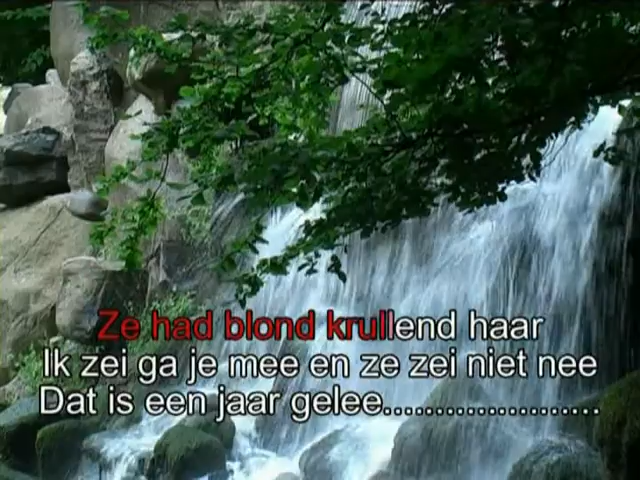 Ze had blond krullend haar
Ik zei ga je mee en ze zei niet nee
Dat is een jaar gelee.....................